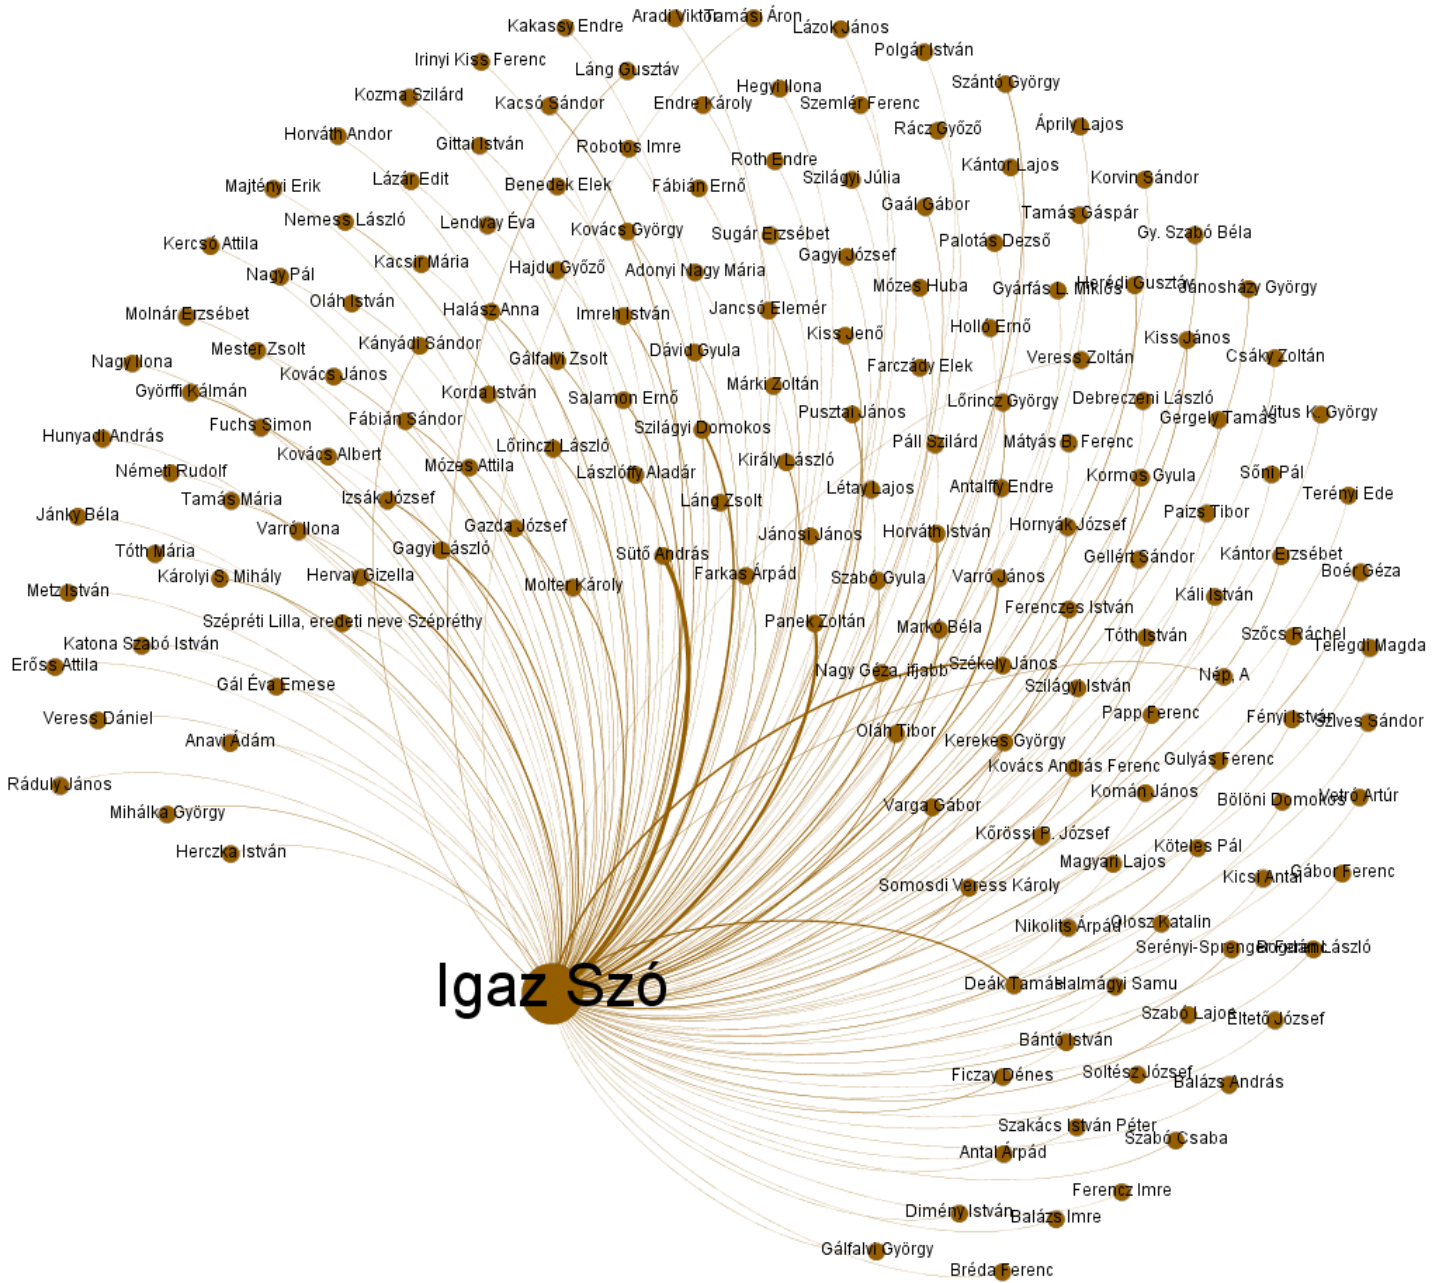 Aradi Viktor
Tamási Áron
Kakassy Endre
Lázok János
Polgár István
Irinyi Kiss Ferenc
Láng Gusztáv
Szántó György
Hegyi Ilona
Kozma Szilárd
Kacsó Sándor
Endre Károly
Szemlér Ferenc
Áprily Lajos
Rácz Győző
Horváth Andor
Gittai István
Robotos Imre
Roth Endre
Kántor Lajos
Szilágyi Júlia
Korvin Sándor
Lázár Edit
Benedek Elek
Fábián Ernő
Majtényi Erik
Gaál Gábor
Tamás Gáspár
Nemess László
Lendvay Éva
Kovács György
Sugár Erzsébet
Gy. Szabó Béla
Palotás Dezső
Kercsó Attila
Gagyi József
Kacsir Mária
Hajdu Győző
Adonyi Nagy Mária
Nagy Pál
Herédi Gusztáv
Mózes Huba
Gyárfás L. Miklós
Jánosházy György
Oláh István
Halász Anna
Imreh István
Jancsó Elemér
Molnár Erzsébet
Holló Ernő
Kiss Jenő
Kiss János
Kányádi Sándor
Mester Zsolt
Dávid Gyula
Csáky Zoltán
Gálfalvi Zsolt
Veress Zoltán
Nagy Ilona
Farczády Elek
Kovács János
Márki Zoltán
Györffi Kálmán
Korda István
Salamon Ernő
Debreczeni László
Lőrincz György
Pusztai János
Vitus K. György
Fábián Sándor
Gergely Tamás
Fuchs Simon
Szilágyi Domokos
Hunyadi András
Mátyás B. Ferenc
Páll Szilárd
Lőrinczi László
Kovács Albert
Király László
Mózes Attila
Németi Rudolf
Lászlóffy Aladár
Sőni Pál
Kormos Gyula
Antalffy Endre
Létay Lajos
Terényi Ede
Tamás Mária
Izsák József
Láng Zsolt
Paizs Tibor
Jánky Béla
Gazda József
Hornyák József
Varró Ilona
Horváth István
Jánosi János
Gagyi László
Tóth Mária
Sütő András
Kántor Erzsébet
Gellért Sándor
Boér Géza
Farkas Árpád
Károlyi S. Mihály
Hervay Gizella
Varró János
Szabó Gyula
Molter Károly
Metz István
Káli István
Ferenczes István
Szépréti Lilla, eredeti neve Szépréthy
Panek Zoltán
Markó Béla
Szőcs Ráchel
Tóth István
Katona Szabó István
Telegdi Magda
Székely János
Erőss Attila
Nagy Géza, ifjabb
Nép, A
Gál Éva Emese
Szilágyi István
Papp Ferenc
Veress Dániel
Fényi István
Szives Sándor
Oláh Tibor
Anavi Ádám
Kerekes György
Gulyás Ferenc
Kovács András Ferenc
Ráduly János
Komán János
Vetró Artúr
Bölöni Domokos
Varga Gábor
Mihálka György
Kőrössi P. József
Köteles Pál
Herczka István
Magyari Lajos
Gábor Ferenc
Kicsi Antal
Somosdi Veress Károly
Olosz Katalin
Nikolits Árpád
Serényi-Sprenger Ferenc
Bogdán László
Igaz Szó
Deák Tamás
Halmágyi Samu
Szabó Lajos
Éltető József
Bántó István
Soltész József
Ficzay Dénes
Balázs András
Szakács István Péter
Szabó Csaba
Antal Árpád
Ferencz Imre
Dimény István
Balázs Imre
Gálfalvi György
Bréda Ferenc